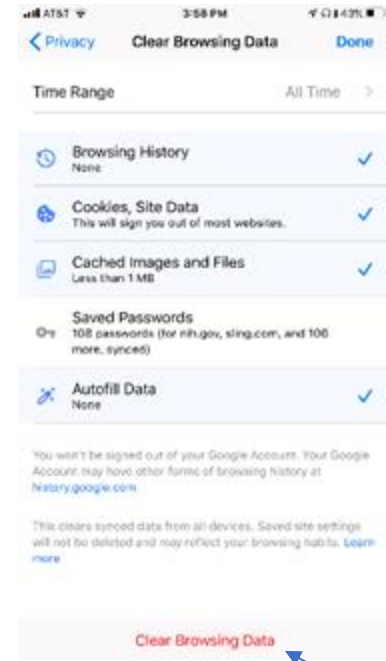 AT&T 3:58 PM 43%
Privacy Clear Browsing Data Done
Time Range All Time
Browsing History
None
Cookies, Site Data
This will sign you out of most websites.
Cached Images and Files
Less than 1 MB
Saved Passwords
108 passwords (for nih.gov, sling.com, and 106
more, synced)
Autofill Data
None
You won't be signed out of your Google Account. Your Google
Account may have other forms of browsing history at
history.google.com.
This clears synced data from all devices. Saved site settings
will not be deleted and may reflect your browsing habits. Learn
more
Clear Browsing Data